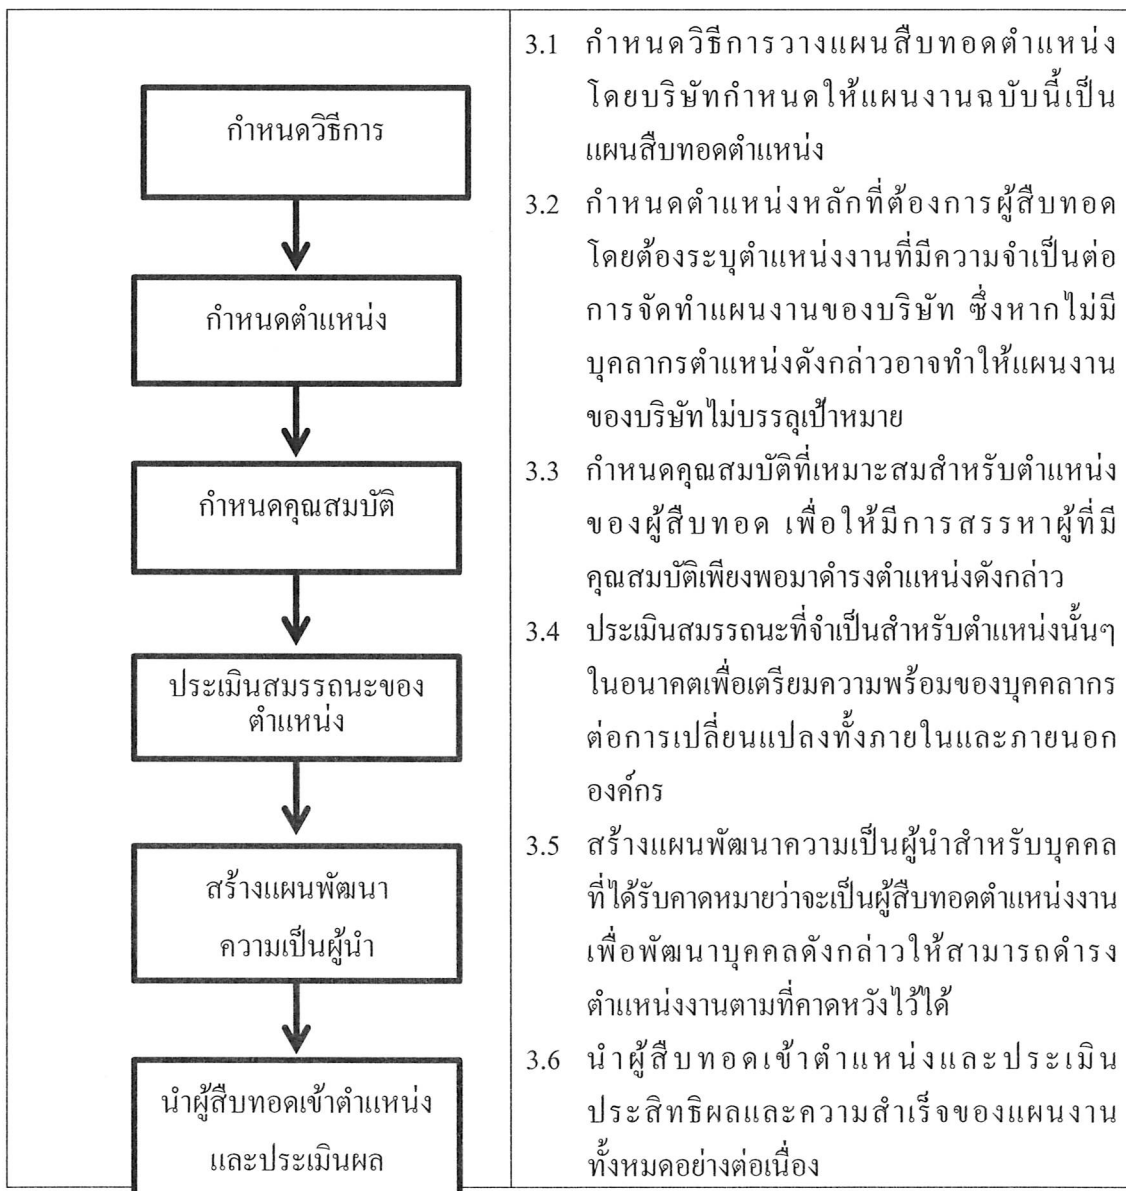 กำหนดวิธีการ
กำหนดตำแหน่ง
กำหนดคุณสมบัติ
ประเมินสมรรถนะของ
ตำแหน่ง
สร้างแผนพัฒนา
ความเป็นผู้นำ
นำผู้สืบทอดเข้าตำแหน่ง
และประเมินผล
3.1 กำหนดวิธีการวางแผนสืบทอดตำแหน่ง
โดยบริษัทกำหนดให้แผนงานฉบับนี้เป็น
แผนสืบทอดตำแหน่ง
3.2 กำหนดตำแหน่งหลักที่ต้องการผู้สืบทอด
โดยต้องระบุตำแหน่งงานที่มีความจำเป็นต่อ
การจัดทำแผนงานของบริษัท ซึ่งหากไม่มี
บุคลากรตำแหน่งดังกล่าวอาจทำให้แผนงาน
ของบริษัทไม่บรรลุเป้าหมาย
3.3 กำหนดคุณสมบัติที่เหมาะสมสำหรับตำแหน่ง
ของผู้สืบทอด เพื่อให้มีการสรรหาผู้ที่มี
คุณสมบัติเพียงพอมาดำรงตำแหน่งดังกล่าว
3.4 ประเมินสมรรถนะที่จำเป็นสำหรับตำแหน่งนั้นๆ
ในอนาคตเพื่อเตรียมความพร้อมของบุคคลากร
ต่อการเปลี่ยนแปลงทั้งภายในและภายนอก
องค์กร
3.5 สร้างแผนพัฒนาความเป็นผู้นำสำหรับบุคคล
ที่ได้รับคาดหมายว่าจะเป็นผู้สืบทอดตำแหน่งงาน
เพื่อพัฒนาบุคคลดังกล่าวให้สามารถดำรง
ตำแหน่งงานตามที่คาดหวังไว้ได้
3.6 นำผู้สืบทอดเข้าตำแหน่งและประเมิน
ประสิทธิผลและความสำเร็จของแผนงาน
ทั้งหมดอย่างต่อเนื่อง